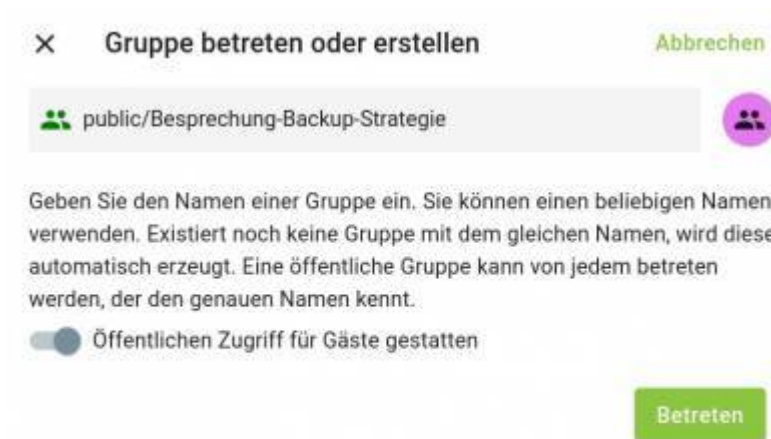 Gruppe betreten oder erstellen
Abbrechen
public/Besprechung-Backup-Strategie
Geben Sie den Namen einer Gruppe ein. Sie können einen beliebigen Namen
verwenden. Existiert noch keine Gruppe mit dem gleichen Namen, wird diese
automatisch erzeugt. Eine öffentliche Gruppe kann von jedem betreten
werden, der den genauen Namen kennt.
Öffentlichen Zugriff für Gäste gestatten
Betreten